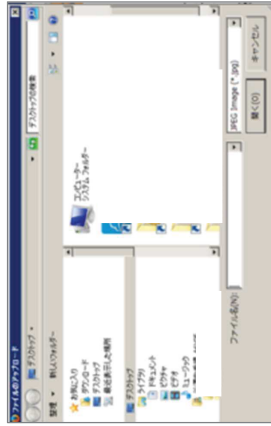 ファイルのアップロード
デスクトップ
デスクトップの検索
整理
新しいフォルダー
お気に入り
ダウンロード
デスクトップ
最近表示した場所
デスクトップ
ライブラリ
ドキュメント
ピクチャ
ビデオ
ミュージック
コンピューター
システム フォルダー
ファイル名(N):
JPEG Image (*.jpg)
開く(O)
キャンセル